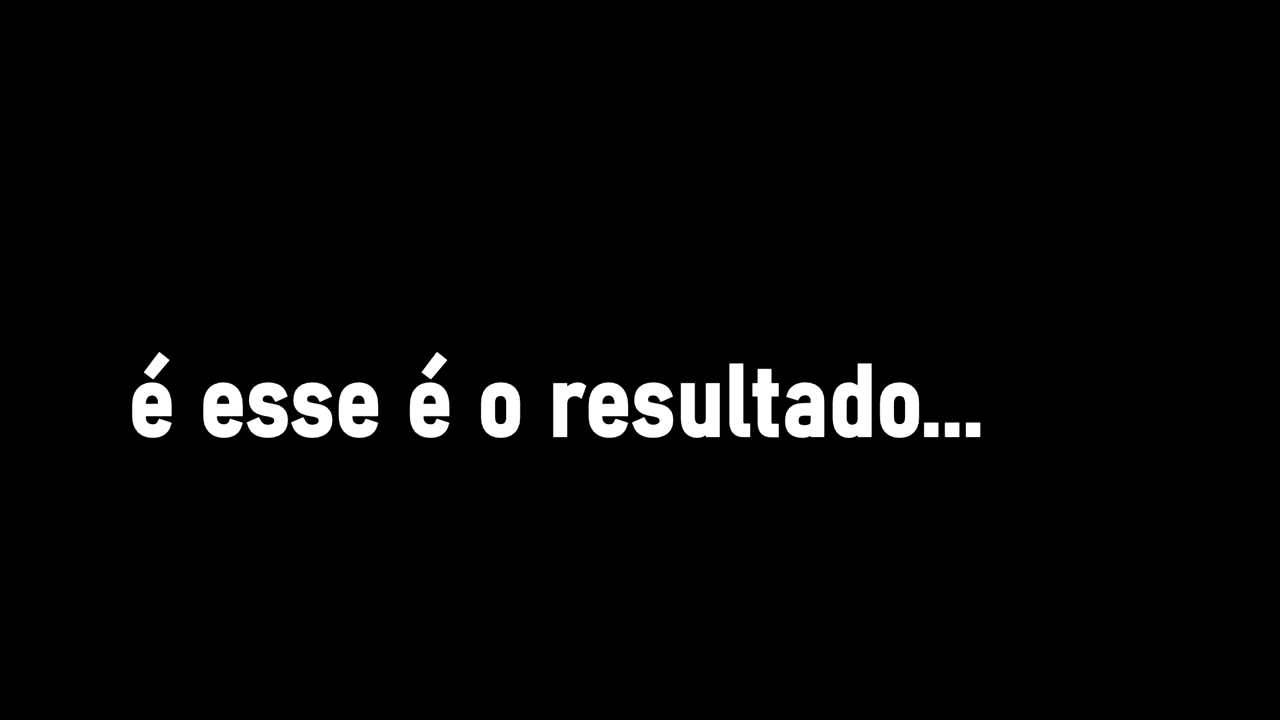 é esse é o resultado...